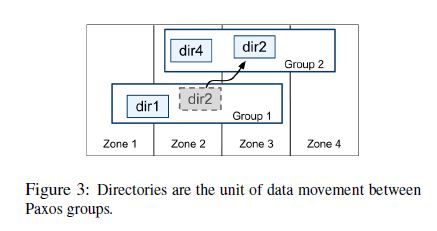 dir4
dir2
Group 2
dir1
dir2
Group 1
Zone 1
Zone 2
Zone 3
Zone 4
Figure 3: Directories are the unit of data movement between
Paxos groups.